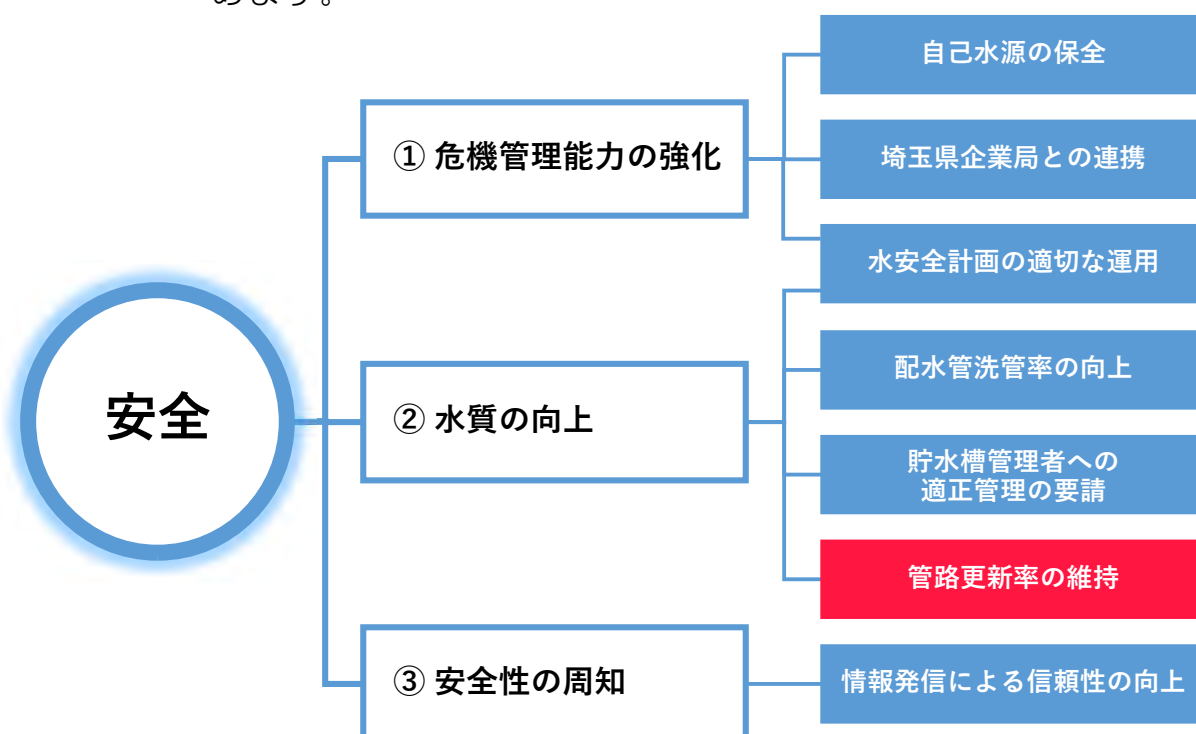 めます。
自己水源の保全
① 危機管理能力の強化
埼玉県企業局との連携
水安全計画の適切な運用
安全
② 水質の向上
配水管洗管率の向上
貯水槽管理者への
適正管理の要請
管路更新率の維持
③ 安全性の周知
情報発信による信頼性の向上